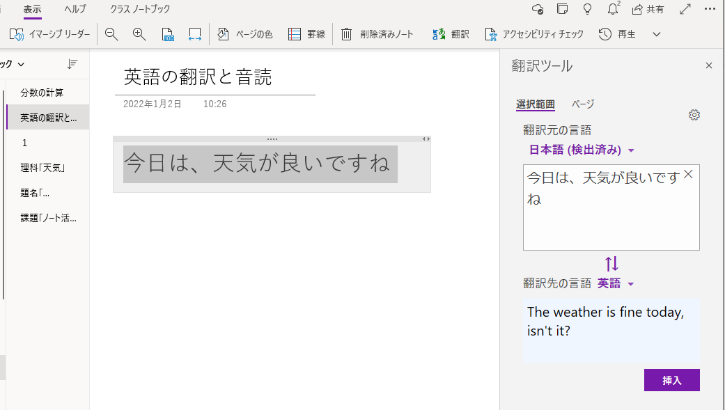 表示 ヘルプ クラス ノートブック
2 共有
イマーシブ リーダー ページの色 罫線 削除済みノート 翻訳 アクセシビリティ チェック 再生
ック
分数の計算
英語の翻訳と...
1
理科「天気」
題名「...
課題「ノート活...
英語の翻訳と音読
2022年1月2日 10:26
今日は、天気が良いですね
翻訳ツール
選択範囲 ページ
翻訳元の言語
日本語 (検出済み)
今日は、天気が良いです
ね
翻訳先の言語 英語
The weather is fine today,
isn't it?
挿入